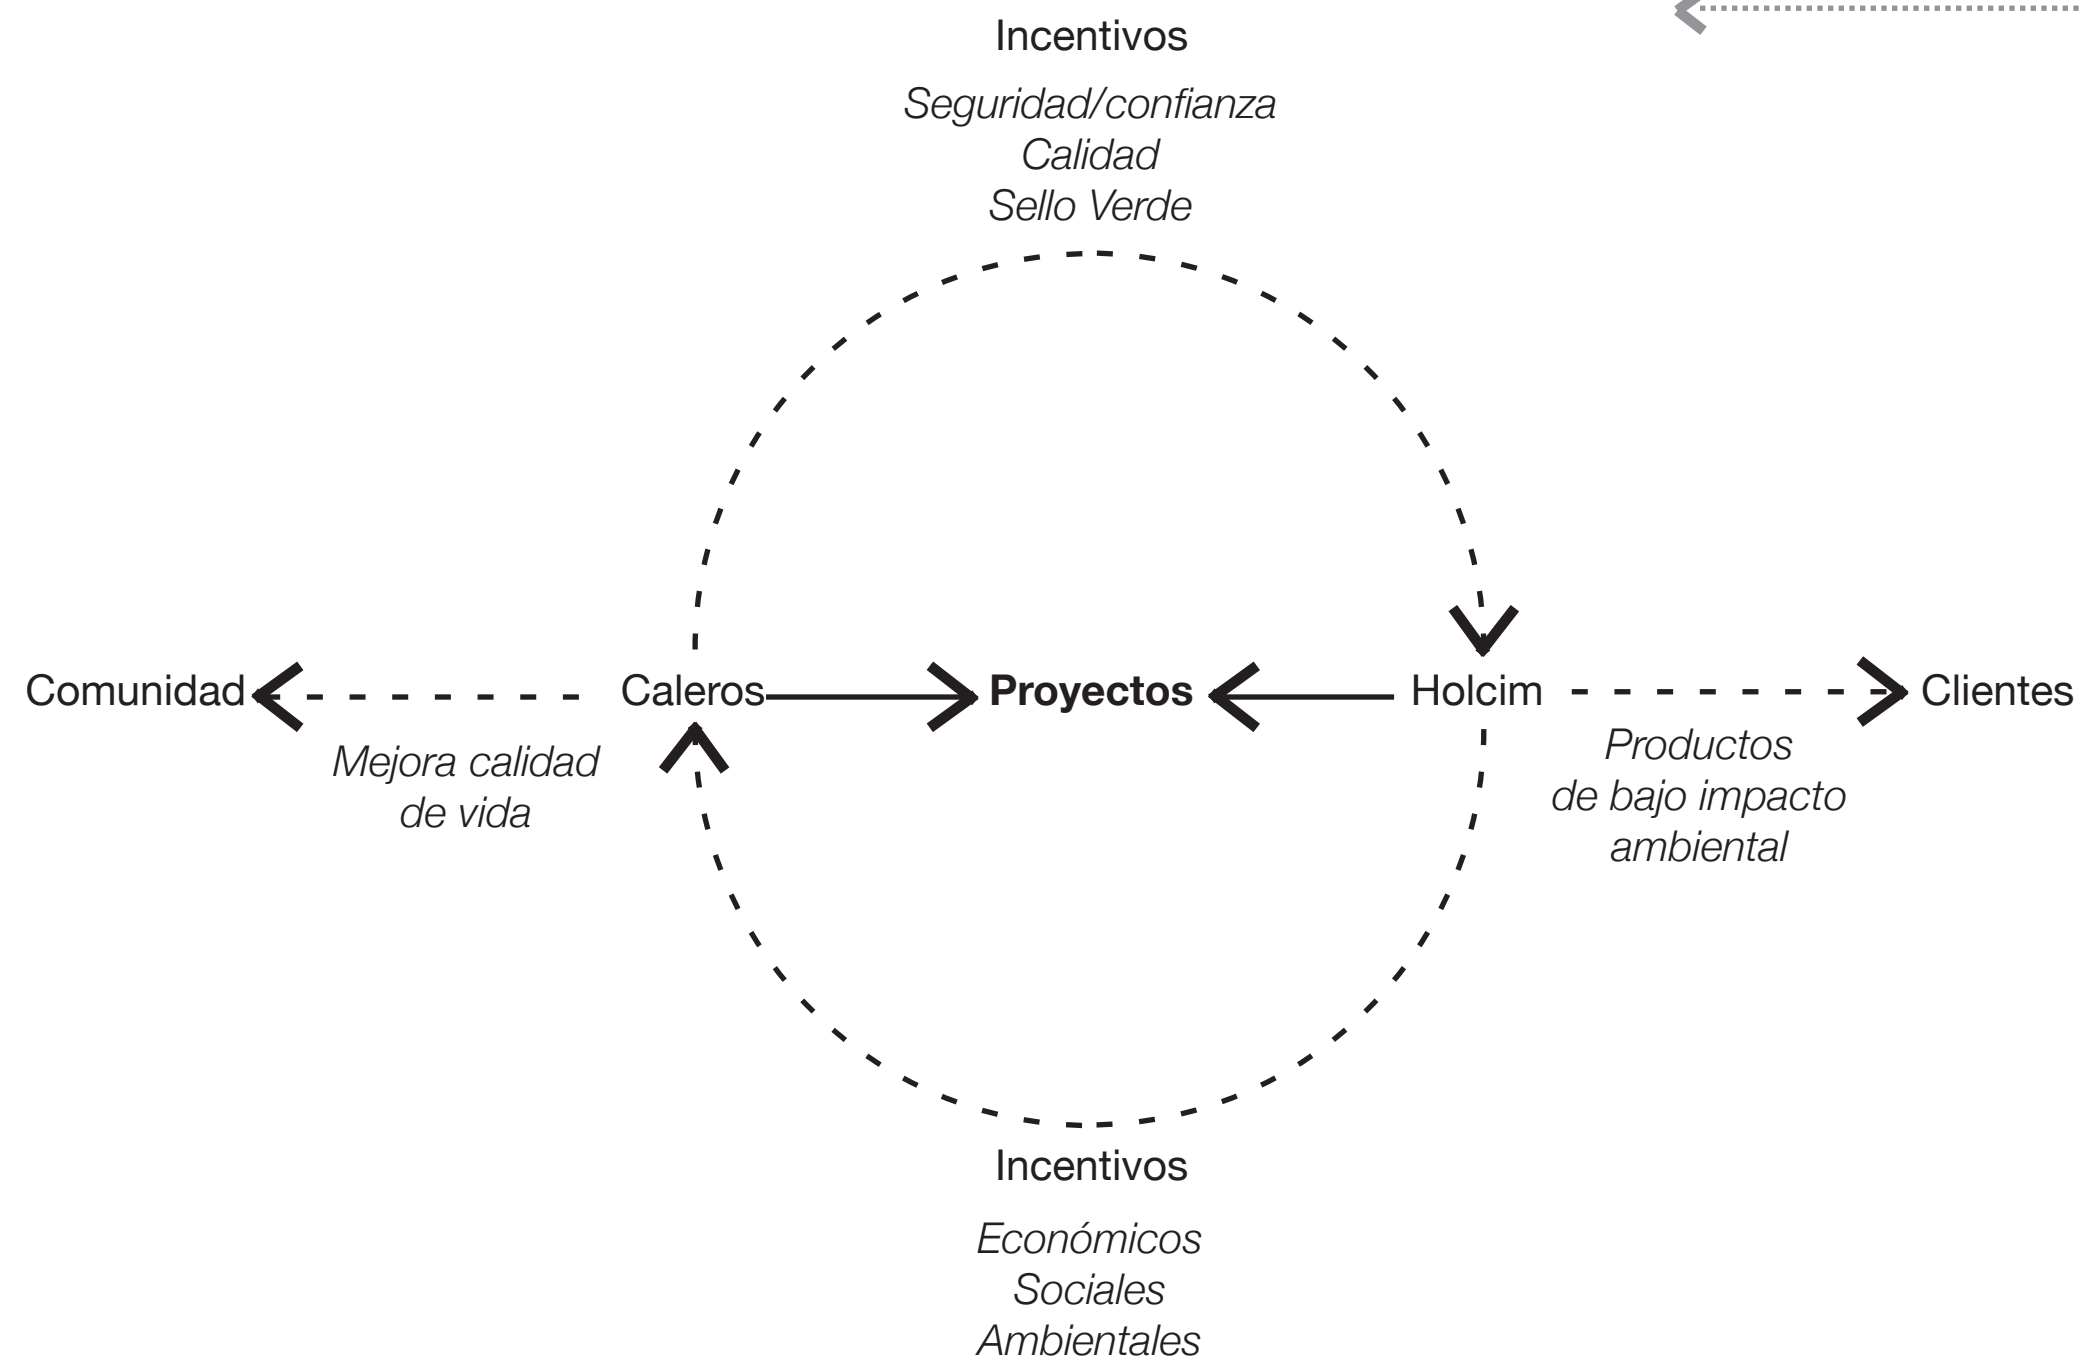 Incentivos
Seguridad/confianza
Calidad
Sello Verde
Comunidad
Caleros
Proyectos
Holcim
Clientes
Mejora calidad
de vida
Productos
de bajo impacto
ambiental
Incentivos
Económicos
Sociales
Ambientales